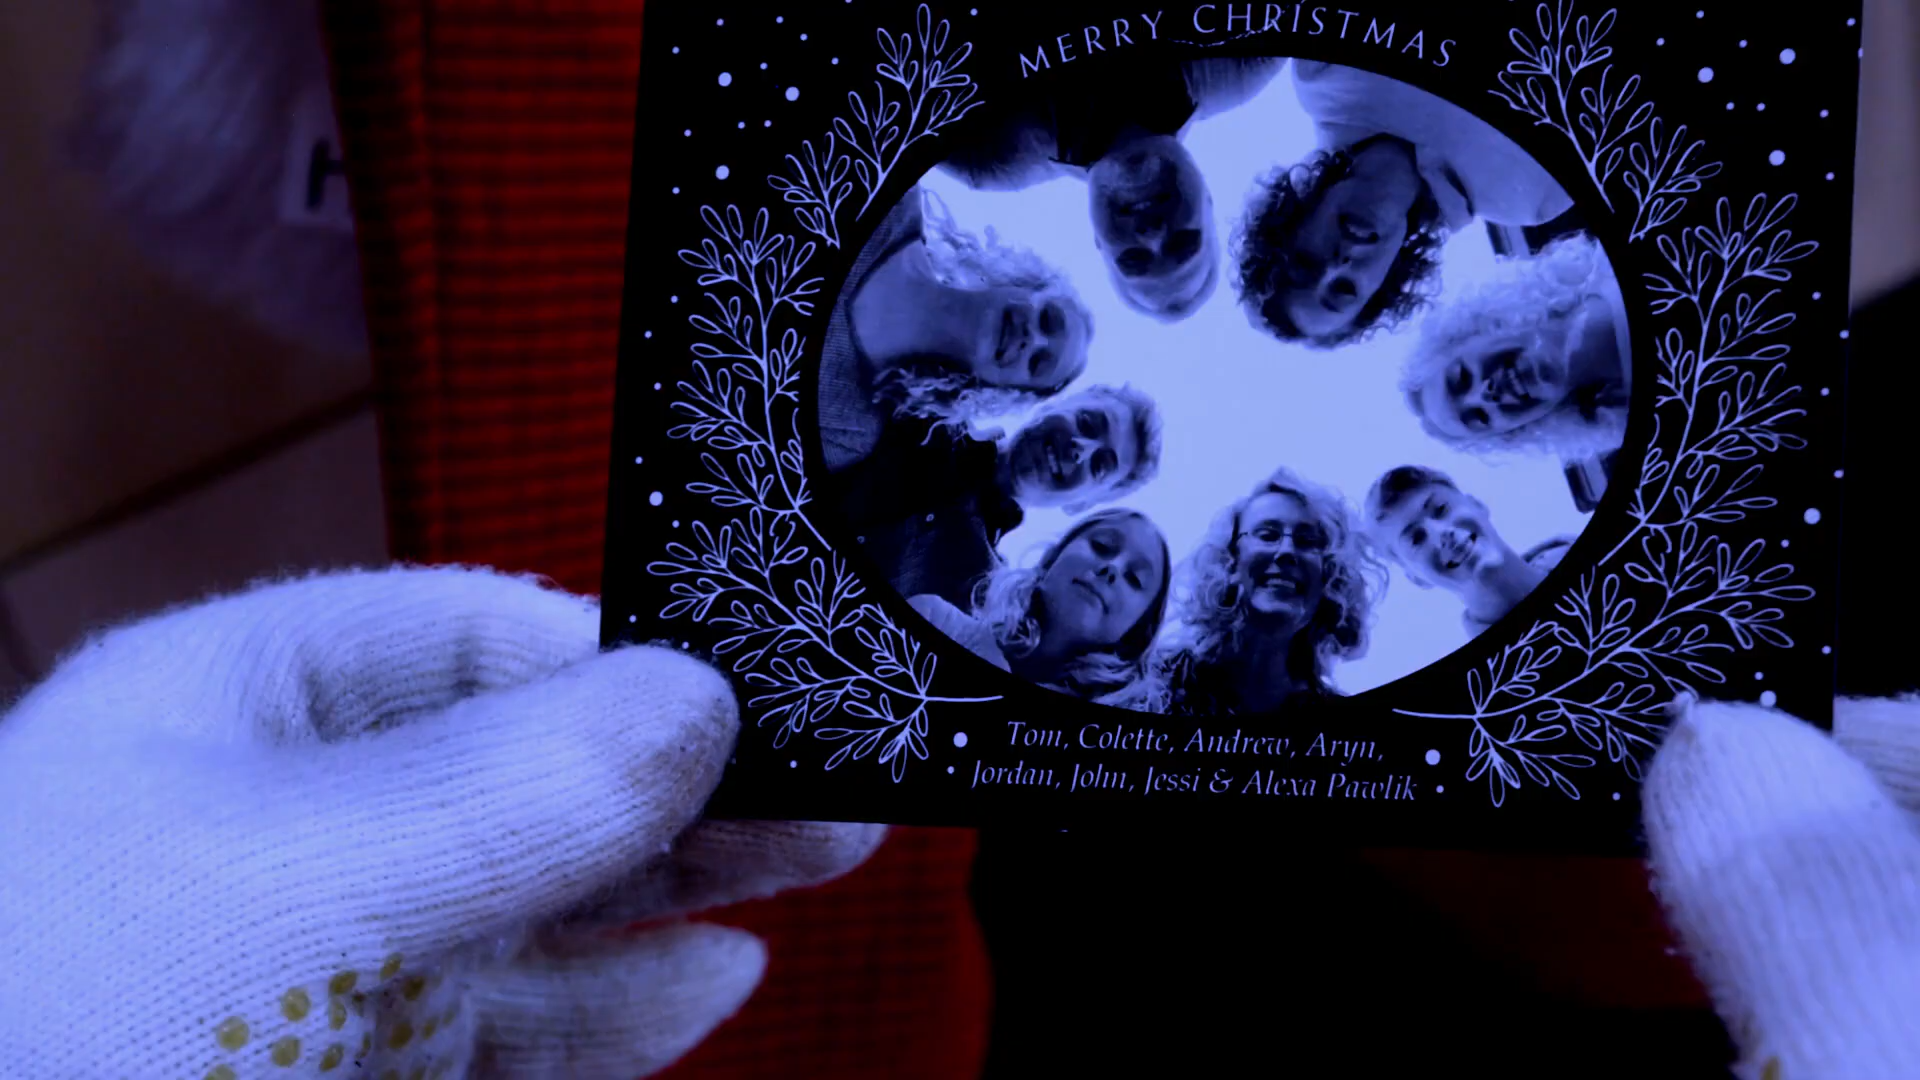 MERRY CHRISTMAS
Tom, Colette, Andrew, Aryn,
Jordan, John, Jessi & Alexa Pawlik